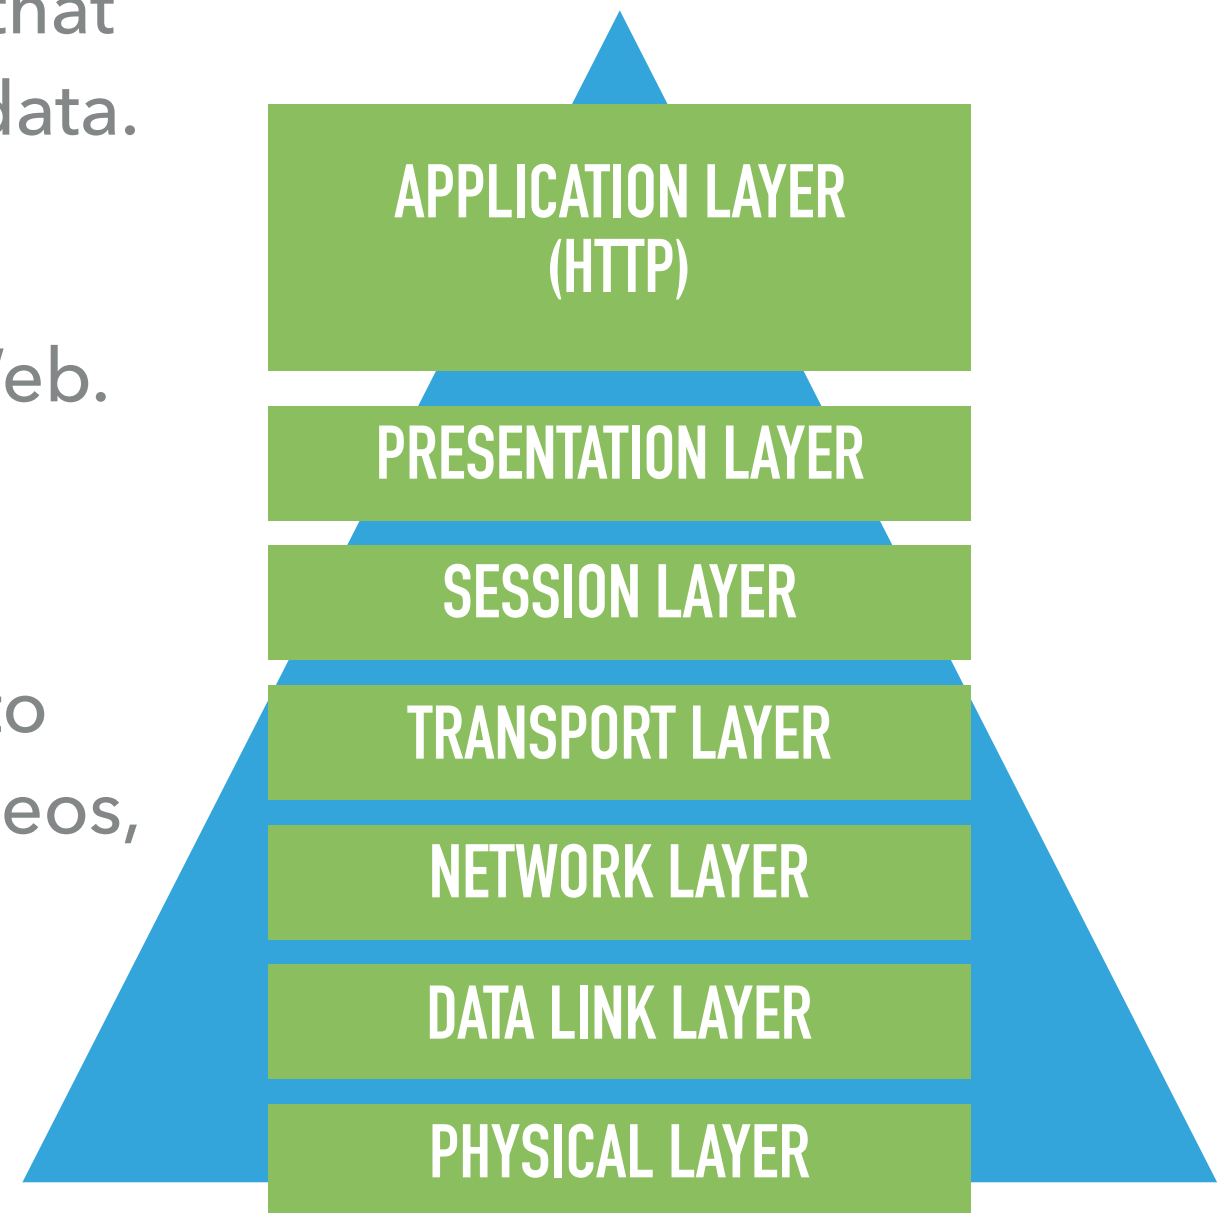 that
data.
Web.
to
eos,
APPLICATION LAYER
(HTTP)
PRESENTATION LAYER
SESSION LAYER
TRANSPORT LAYER
NETWORK LAYER
DATA LINK LAYER
PHYSICAL LAYER